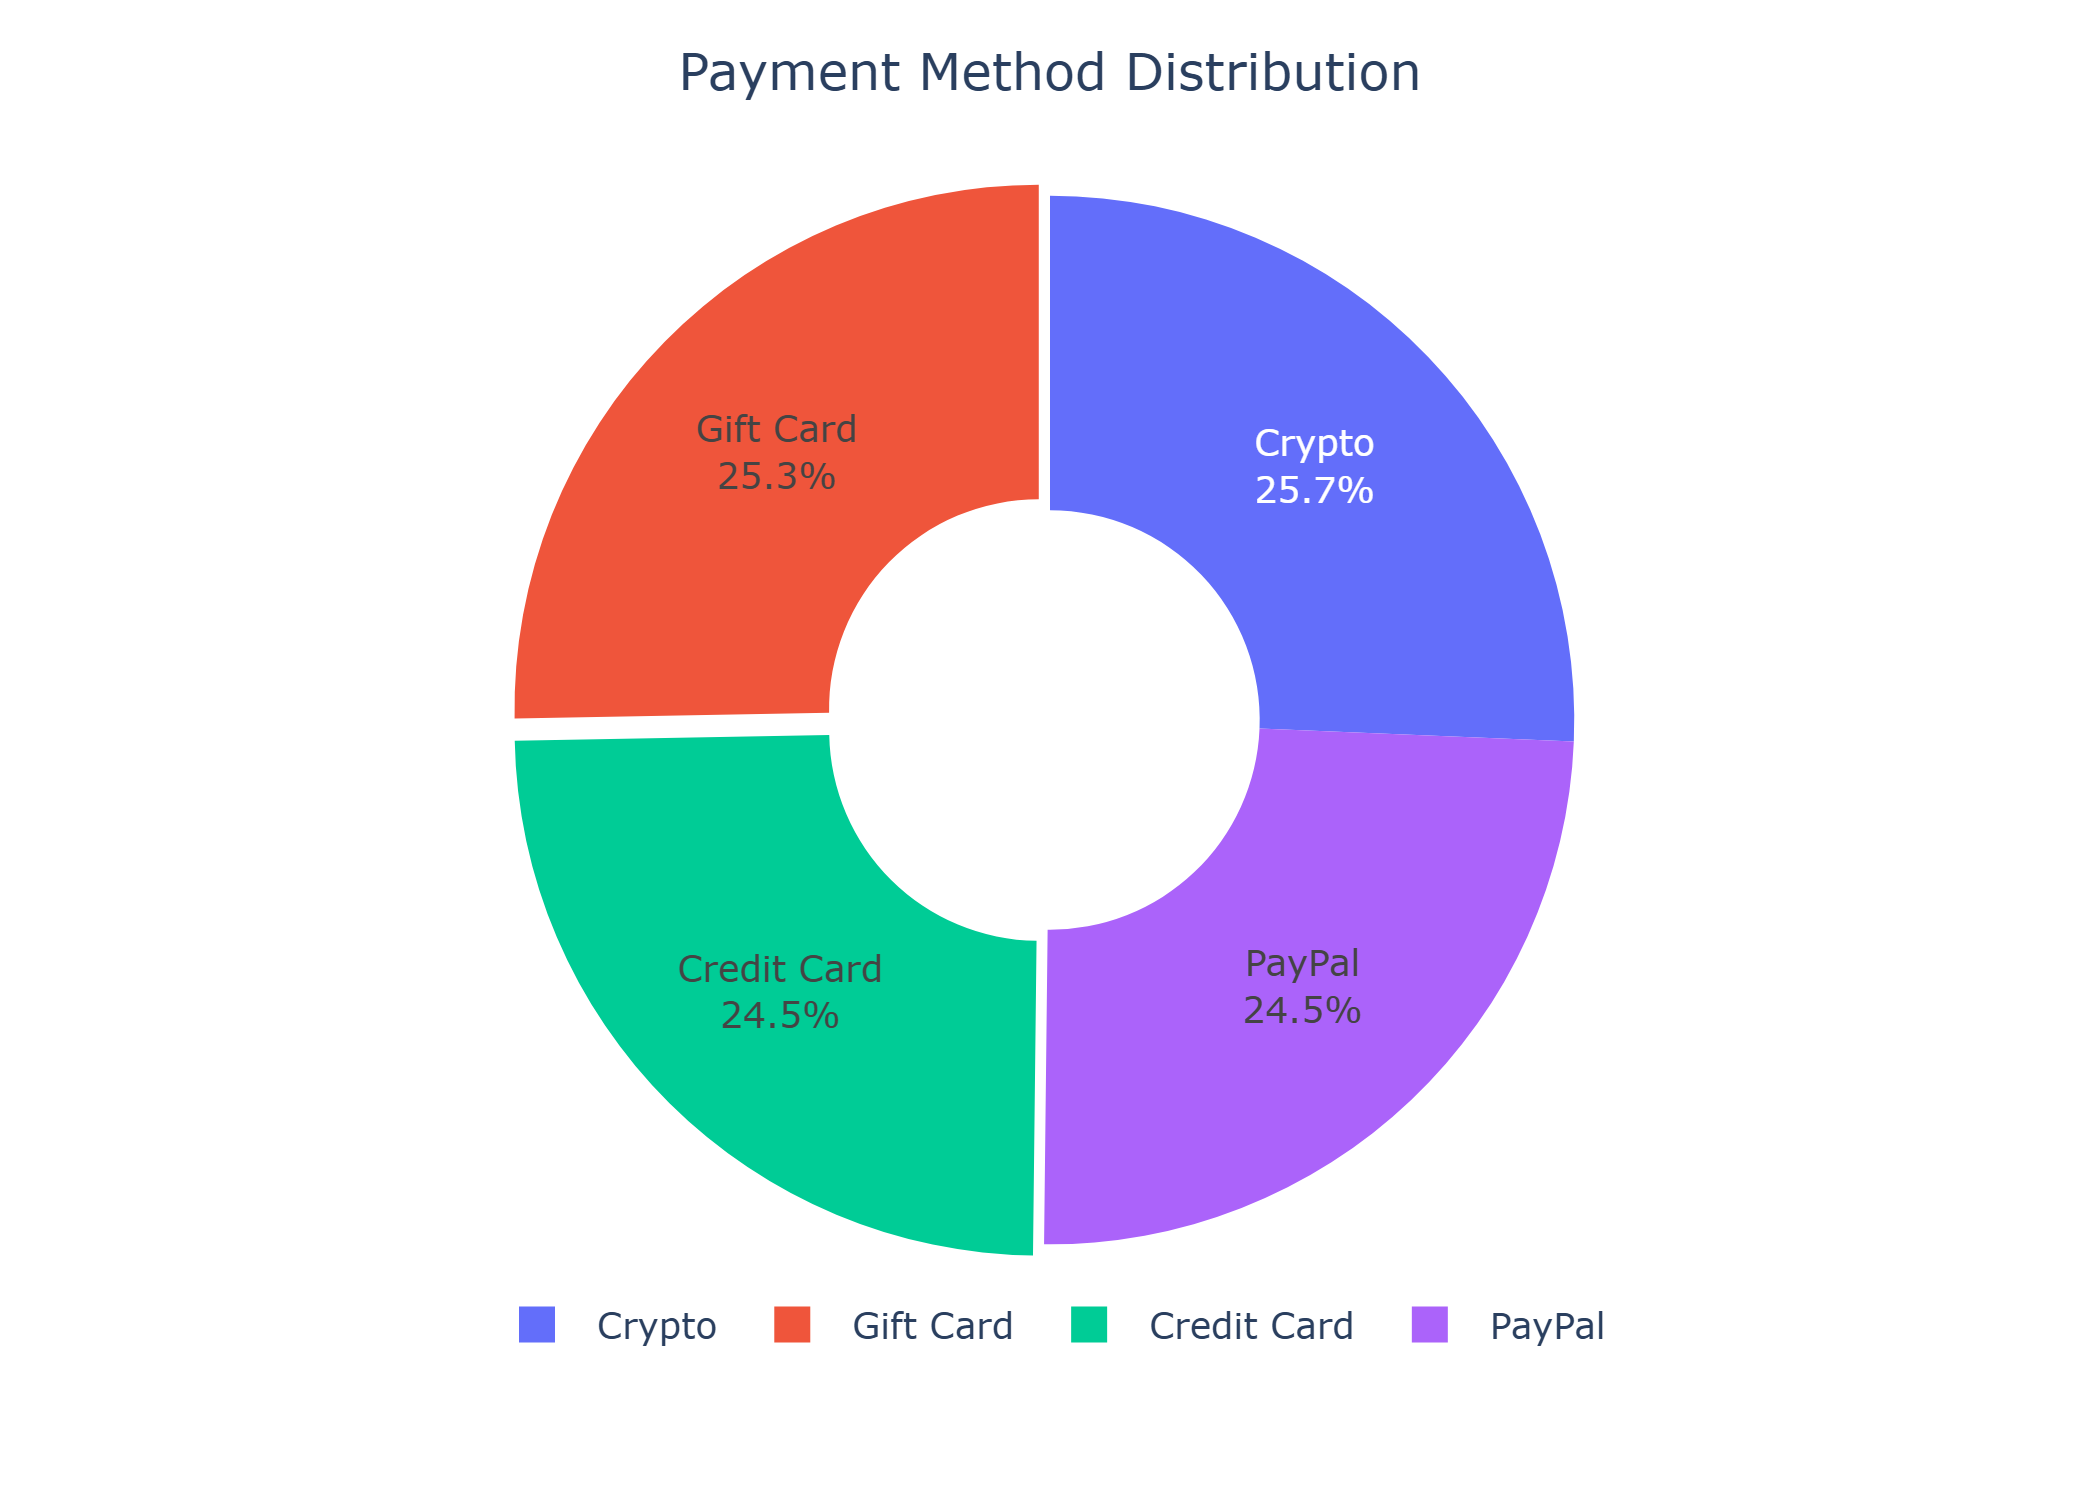 Payment Method Distribution
Gift Card
25.3%
Crypto
25.7%
Credit Card
24.5%
PayPal
24.5%
Crypto
Gift Card
Credit Card
PayPal